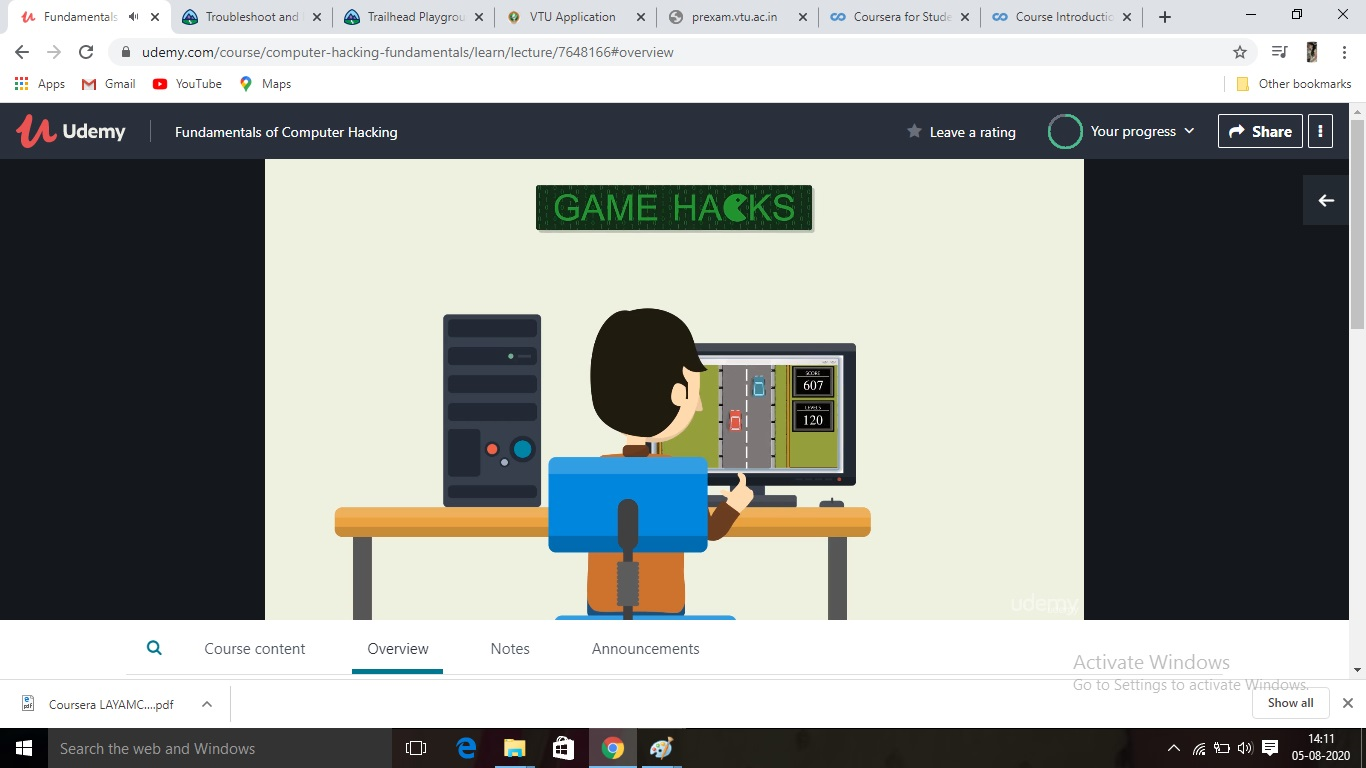 Fundamentals
Troubleshoot and
Trailhead Playgrou
VTU Application
prexam.vtu.ac.in
Coursera for Stude
Course Introductio
udemy.com/course/computer-hacking-fundamentals/learn/lecture/7648166#overview
Apps
Gmail
YouTube
Maps
Other bookmarks
Udemy
Fundamentals of Computer Hacking
Leave a rating
Your progress
Share
GAME HACKS
SCORE
607
LEVELS
120
udemy
Course content
Overview
Notes
Announcements
Activate Windows
Go to Settings to activate Windows.
Coursera LAYAMC....pdf
Show all
Search the web and Windows
14:11
05-08-2020